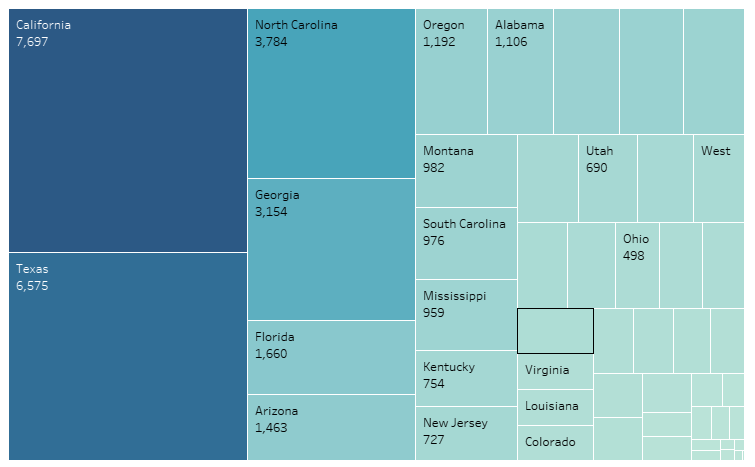 California
7,697
Texas
6,575
North Carolina
3,784
Georgia
3,154
Florida
1,660
Arizona
1,463
Oregon
1,192
Alabama
1,106
Montana
982
South Carolina
976
Mississippi
959
Kentucky
754
New Jersey
727
Utah
690
West
Ohio
498
Virginia
Louisiana
Colorado